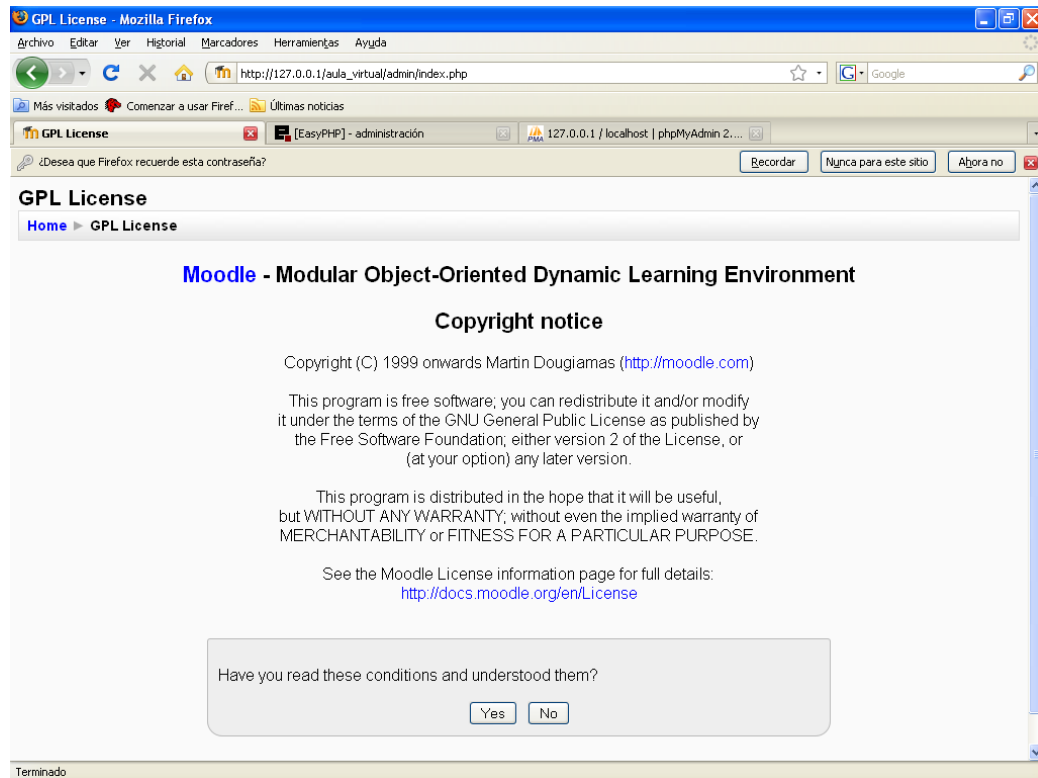 GPL License - Mozilla Firefox
Archivo Editar Ver Historial Marcadores Herramientas Ayuda
http://127.0.0.1/aula_virtual/admin/index.php
Google
Más visitados Comenzar a usar Firef... Últimas noticias
GPL License [EasyPHP] - administración 127.0.0.1 / localhost | phpMyAdmin 2....
¿Desea que Firefox recuerde esta contraseña? Recordar Nunca para este sitio Ahora no
GPL License
Home ► GPL License
Moodle - Modular Object-Oriented Dynamic Learning Environment
Copyright notice
Copyright (C) 1999 onwards Martin Dougiamas (http://moodle.com)
This program is free software; you can redistribute it and/or modify
it under the terms of the GNU General Public License as published by
the Free Software Foundation; either version 2 of the License, or
(at your option) any later version.
This program is distributed in the hope that it will be useful,
but WITHOUT ANY WARRANTY; without even the implied warranty of
MERCHANTABILITY or FITNESS FOR A PARTICULAR PURPOSE.
See the Moodle License information page for full details:
http://docs.moodle.org/en/License
Have you read these conditions and understood them?
Yes No
Terminado